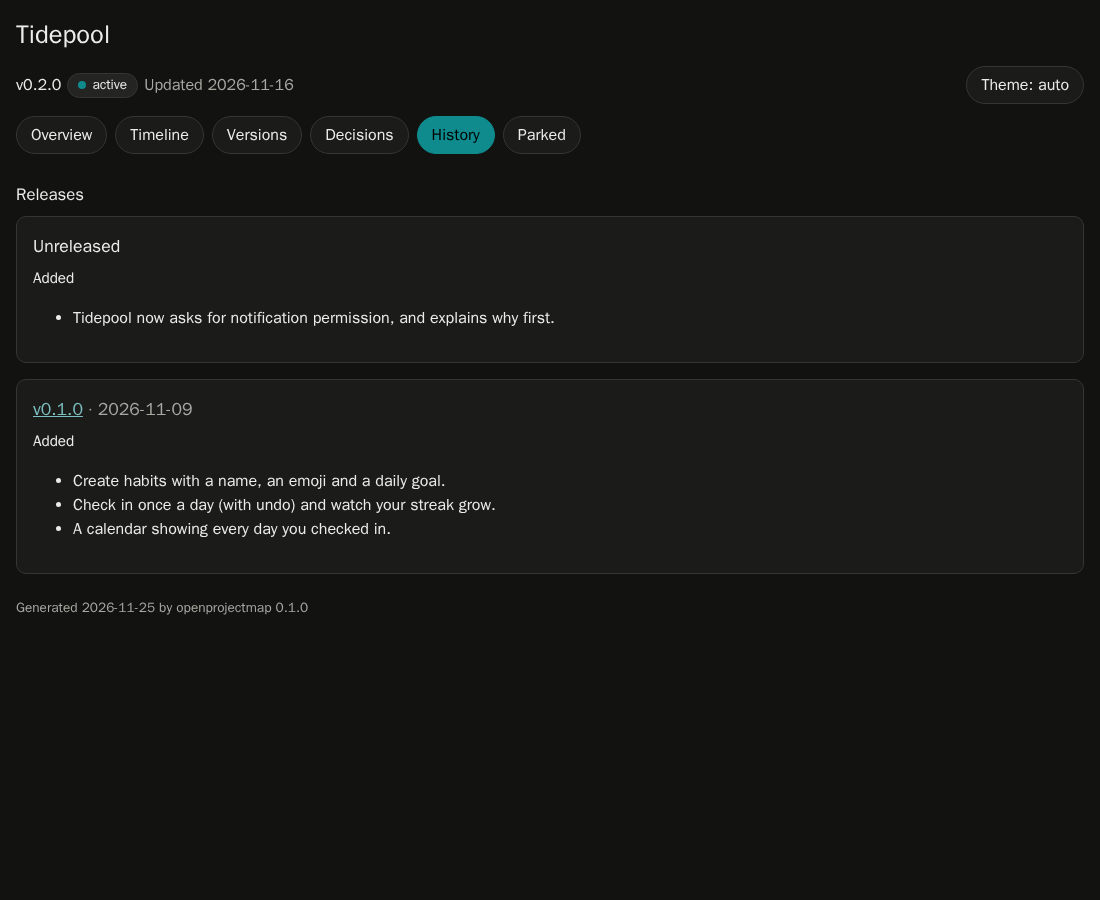 Tidepool
v0.2.0 active Updated 2026-11-16 Theme: auto
Overview Timeline Versions Decisions History Parked
Releases
Unreleased
Added
• Tidepool now asks for notification permission, and explains why first.
v0.1.0 · 2026-11-09
Added
• Create habits with a name, an emoji and a daily goal.
• Check in once a day (with undo) and watch your streak grow.
• A calendar showing every day you checked in.
Generated 2026-11-25 by openprojectmap 0.1.0